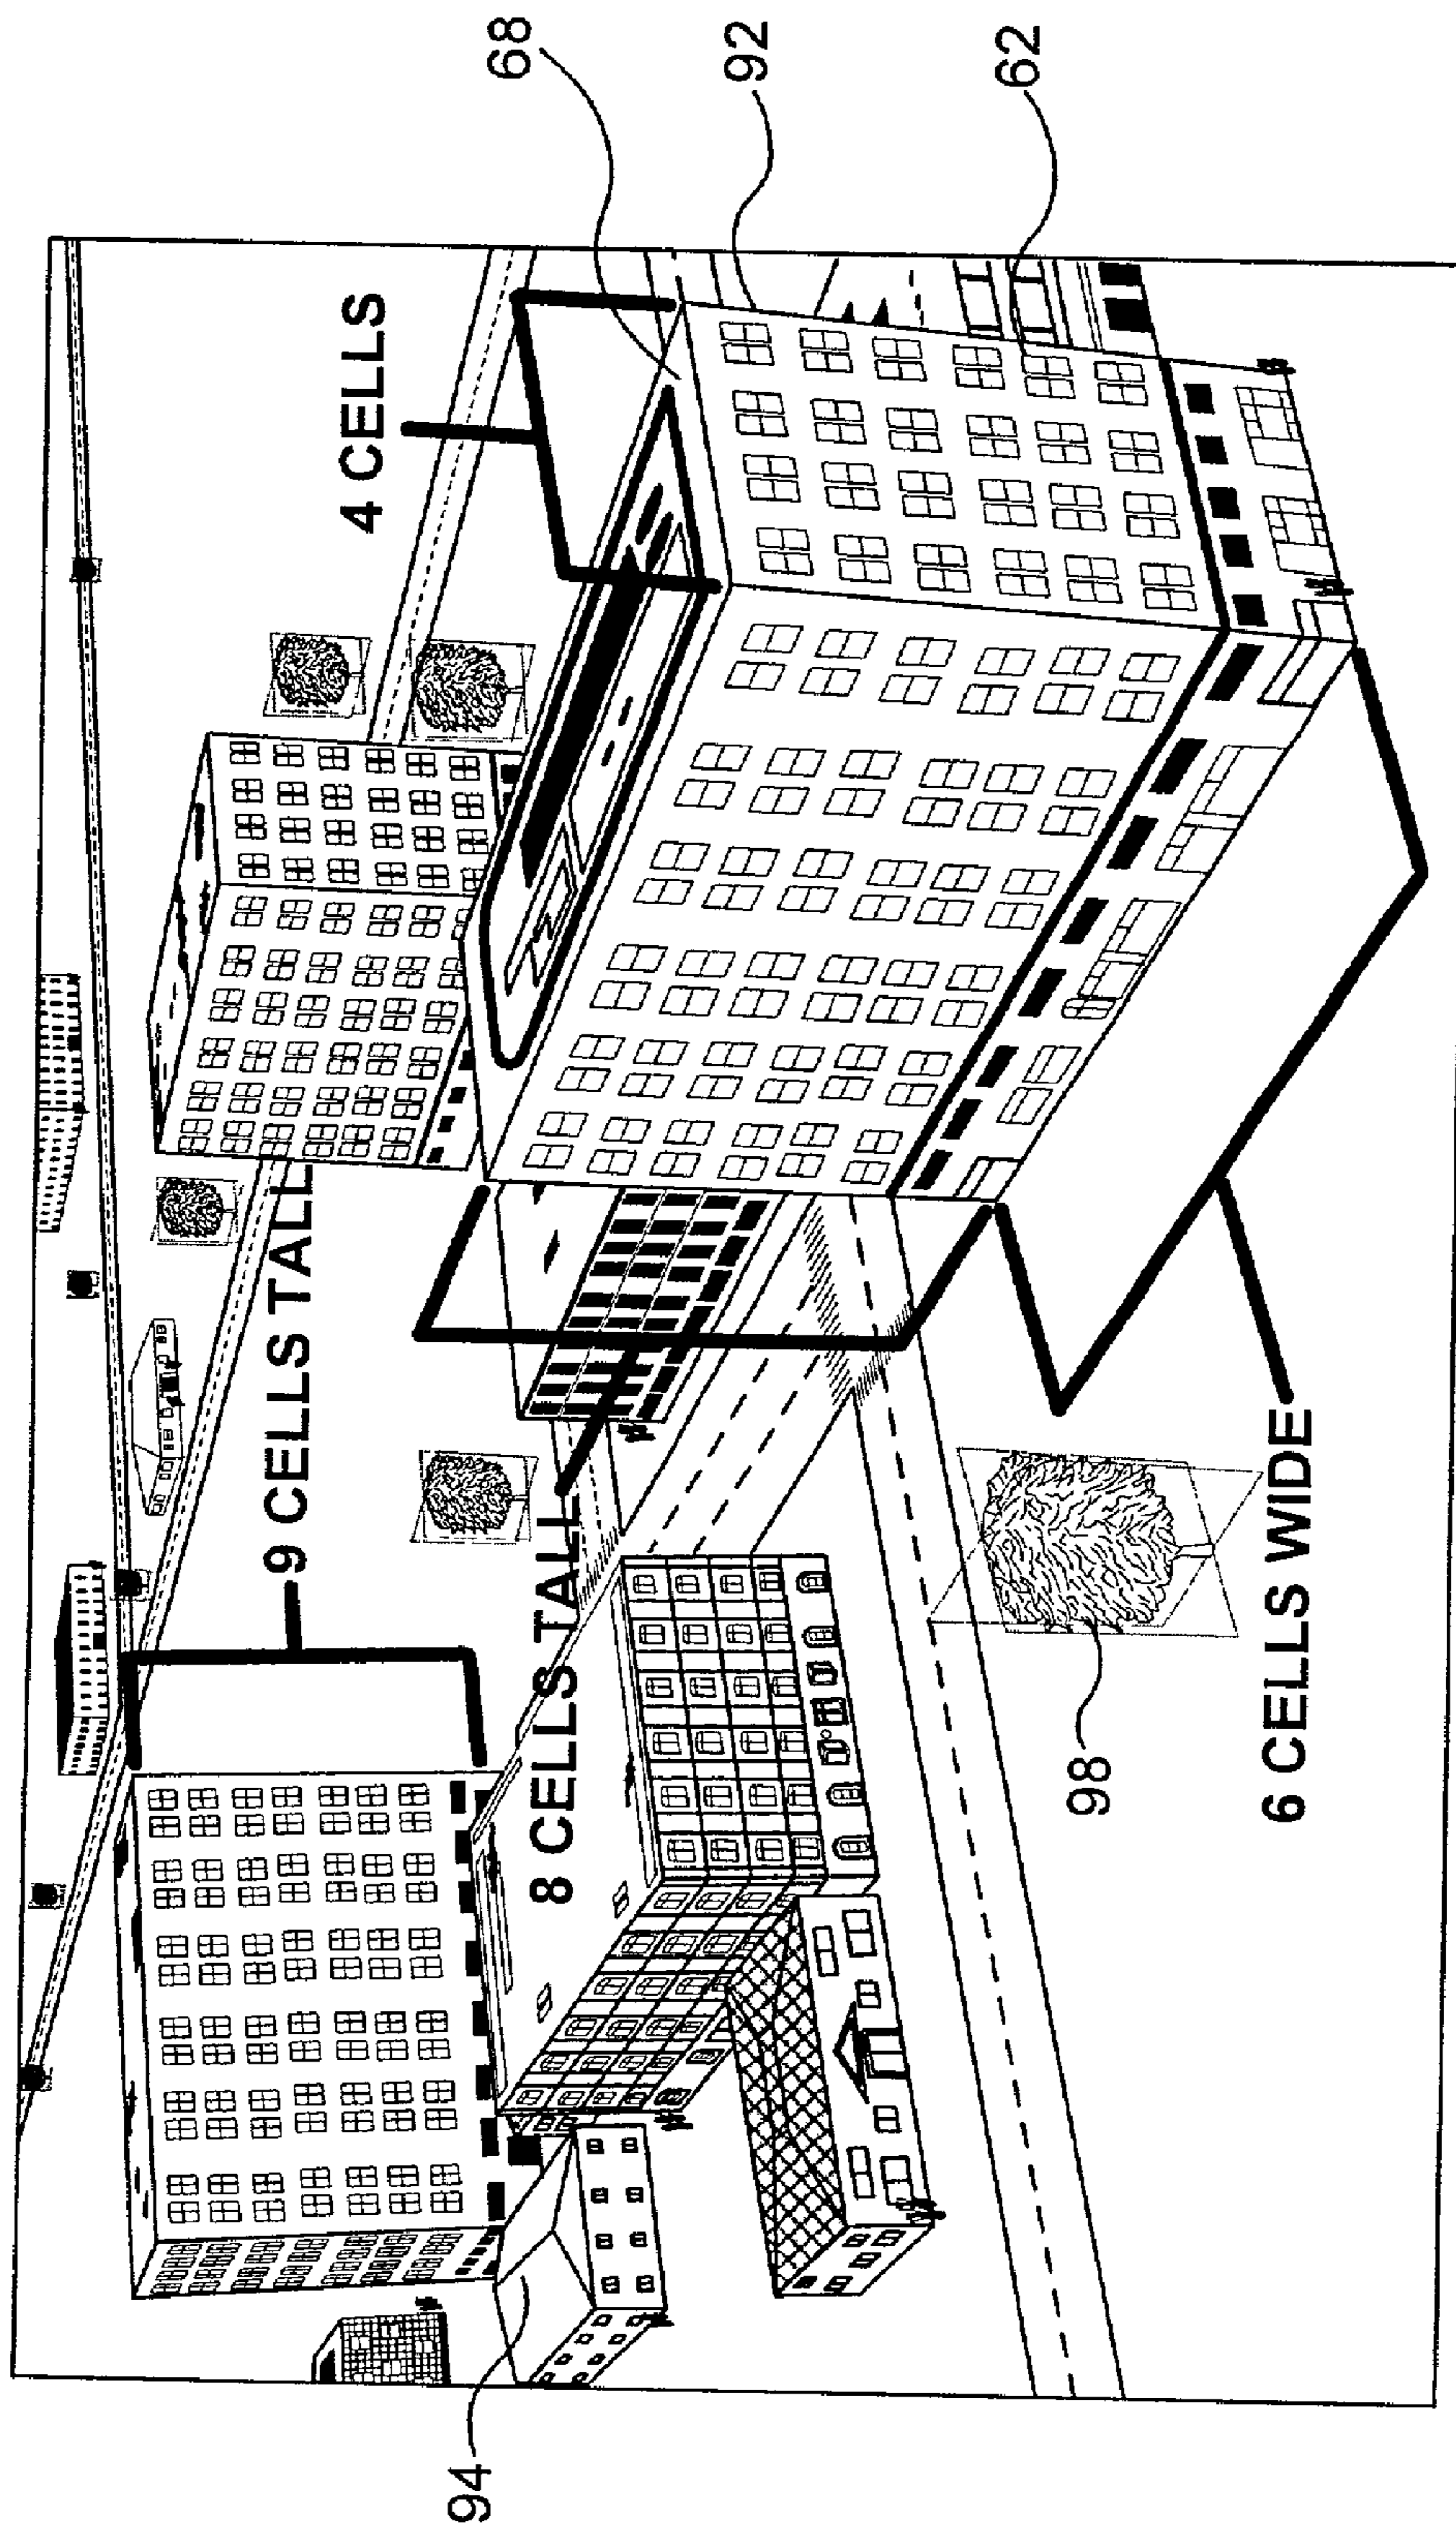 68
92
62
4 CELLS
9 CELLS TALL
8 CELLS TALL
6 CELLS WIDE
98
94